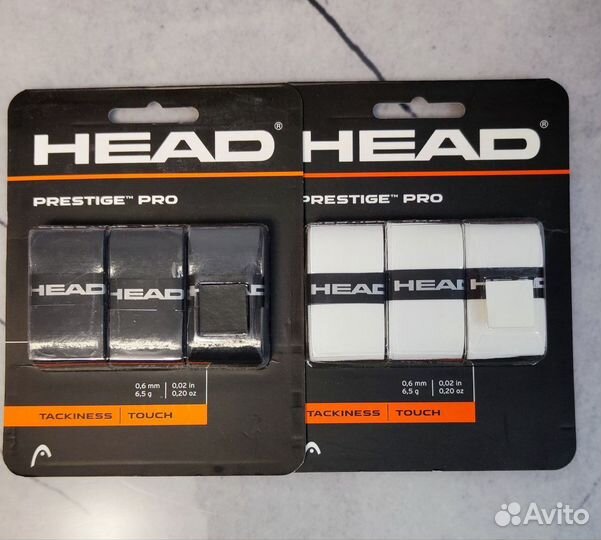 HEAD®
PRESTIGE™ PRO
HEAD HEAD HEAD
0,6 mm | 0,02 in
6,5 g | 0,20 oz
TACKINESS | TOUCH
HEAD®
PRESTIGE™ PRO
HEAD HEAD HEAD
0,6 mm | 0,02 in
6,5 g | 0,20 oz
TACKINESS | TOUCH
Avito